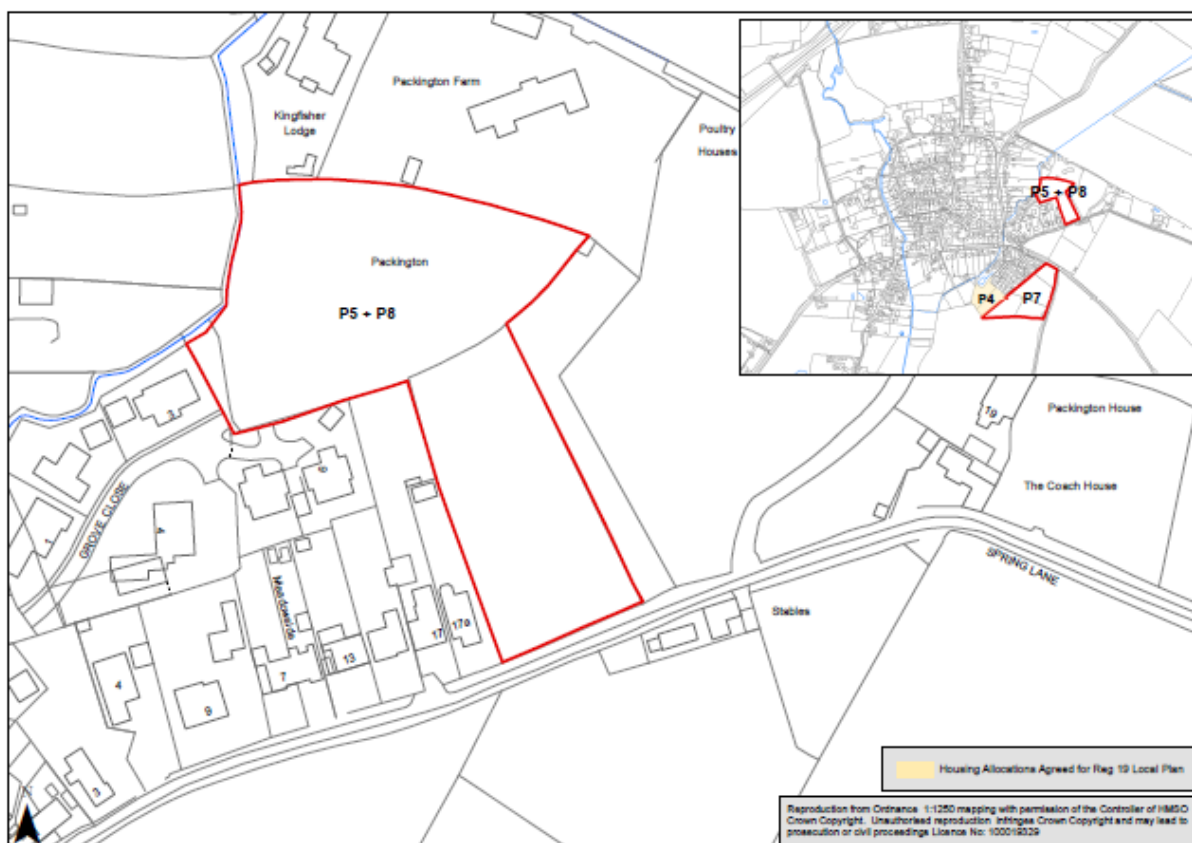 Packington Farm
Kingfisher
Lodge
Poultry
Houses
Packington
P5 + P8
P5 + P8
P4
P7
3
1
GROVE CLOSE
4
9
Meadowside
17
17a
13
7
4
9
3
19
Packington House
The Coach House
SPRING LANE
Stables
Housing Allocations Agreed for Reg 19 Local Plan
Reproduction from Ordnance 1:1250 mapping with permission of the Controller of HMSO
Crown Copyright. Unauthorised reproduction infringes Crown Copyright and may lead to
prosecution or civil proceedings Licence No: 100019329